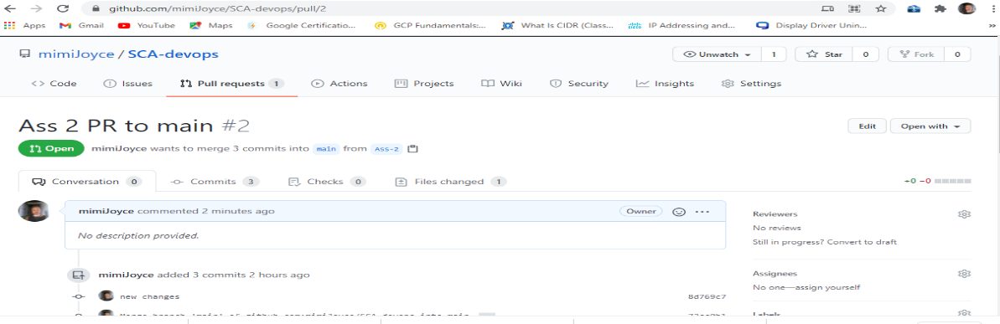 github.com/mimiJoyce/SCA-devops/pull/2
Apps Gmail YouTube Maps Google Certificatio... GCP Fundamentals:... What Is CIDR (Class... IP Addressing and... Display Driver Unin... »
mimiJoyce / SCA-devops Unwatch 1 Star 0 Fork 0
<> Code Issues Pull requests 1 Actions Projects Wiki Security Insights Settings
Ass 2 PR to main #2 Edit Open with
Open mimiJoyce wants to merge 3 commits into main from Ass-2
Conversation 0 Commits 3 Checks 0 Files changed 1 +0 −0
mimiJoyce commented 2 minutes ago Owner ...
No description provided.
Reviewers
No reviews
Still in progress? Convert to draft
mimiJoyce added 3 commits 2 hours ago
new changes 8d769c7
Assignees
No one—assign yourself
Labels